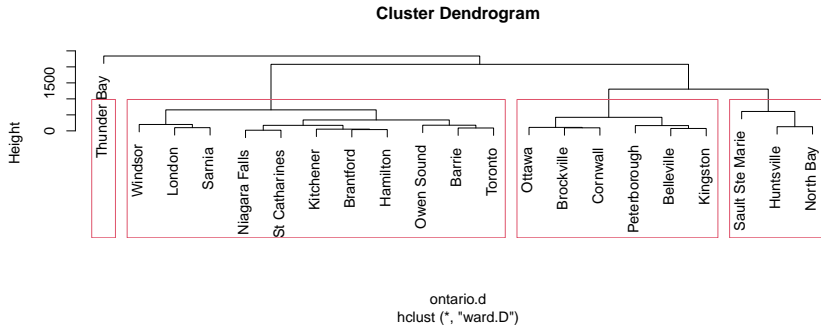 Cluster Dendrogram
Height
0
1500
Thunder Bay
Windsor
London
Sarnia
Niagara Falls
St Catharines
Kitchener
Brantford
Hamilton
Owen Sound
Barrie
Toronto
Ottawa
Brockville
Cornwall
Peterborough
Belleville
Kingston
Sault Ste Marie
Huntsville
North Bay
ontario.d
hclust (*, "ward.D")